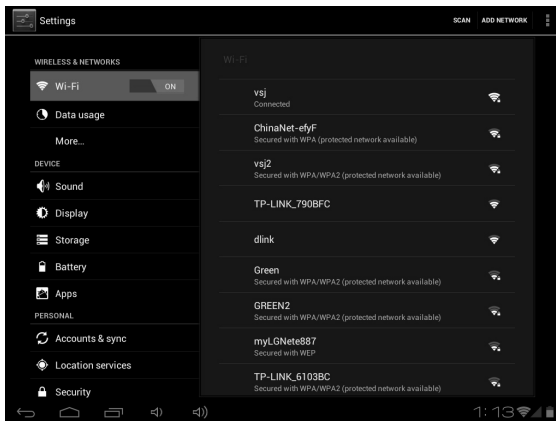 Settings
SCAN
ADD NETWORK
WIRELESS & NETWORKS
Wi-Fi
ON
Data usage
More...
DEVICE
Sound
Display
Storage
Battery
Apps
PERSONAL
Accounts & sync
Location services
Security
Wi-Fi
vsj
Connected
ChinaNet-efyF
Secured with WPA (protected network available)
vsj2
Secured with WPA/WPA2 (protected network available)
TP-LINK_790BFC
dlink
Green
Secured with WPA/WPA2 (protected network available)
GREEN2
Secured with WPA/WPA2 (protected network available)
myLGNete887
Secured with WEP
TP-LINK_6103BC
Secured with WPA/WPA2 (protected network available)
1:13